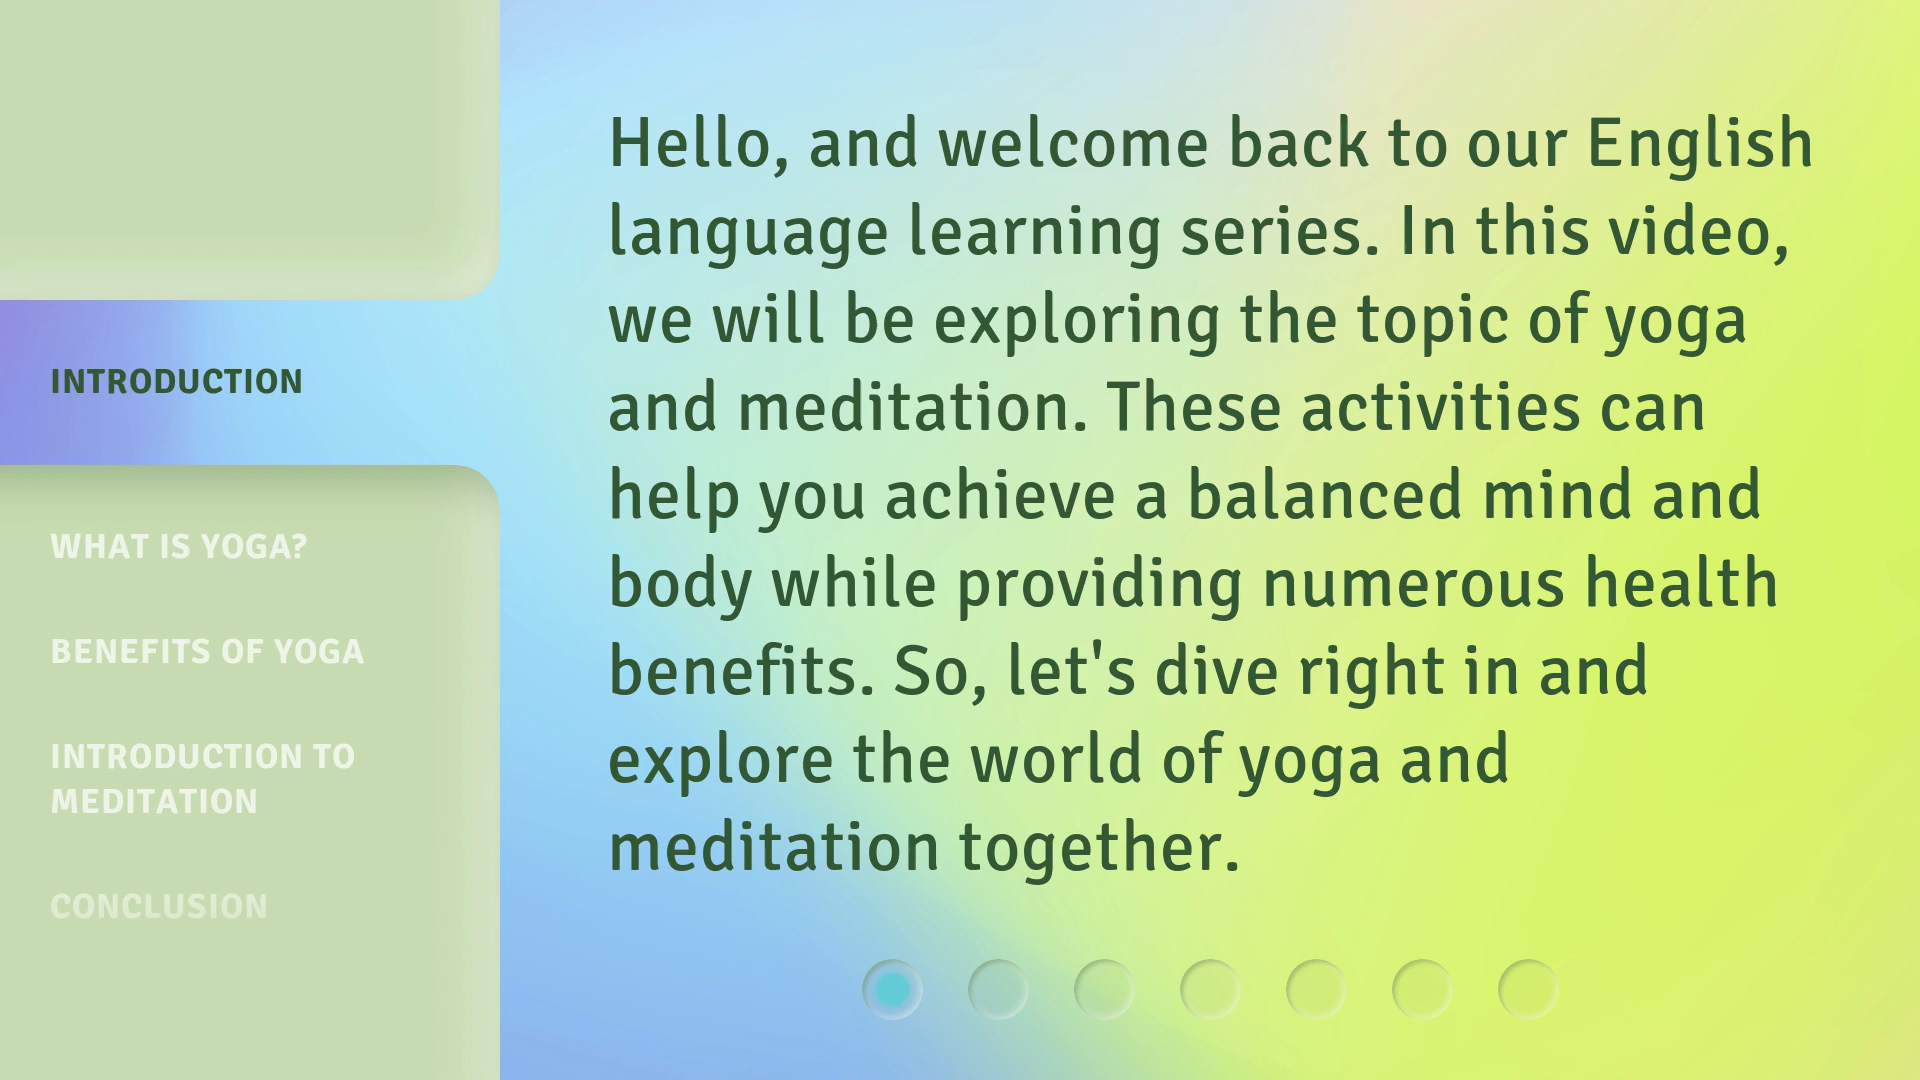 INTRODUCTION
WHAT IS YOGA?
BENEFITS OF YOGA
INTRODUCTION TO
MEDITATION
CONCLUSION
Hello, and welcome back to our English
language learning series. In this video,
we will be exploring the topic of yoga
and meditation. These activities can
help you achieve a balanced mind and
body while providing numerous health
benefits. So, let's dive right in and
explore the world of yoga and
meditation together.